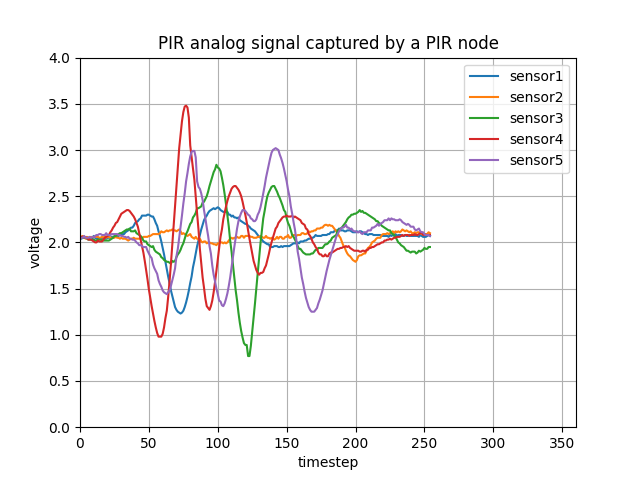 PIR analog signal captured by a PIR node
4.0
3.5
3.0
2.5
2.0
1.5
1.0
0.5
0.0
voltage
sensor1
sensor2
sensor3
sensor4
sensor5
0 50 100 150 200 250 300 350
timestep